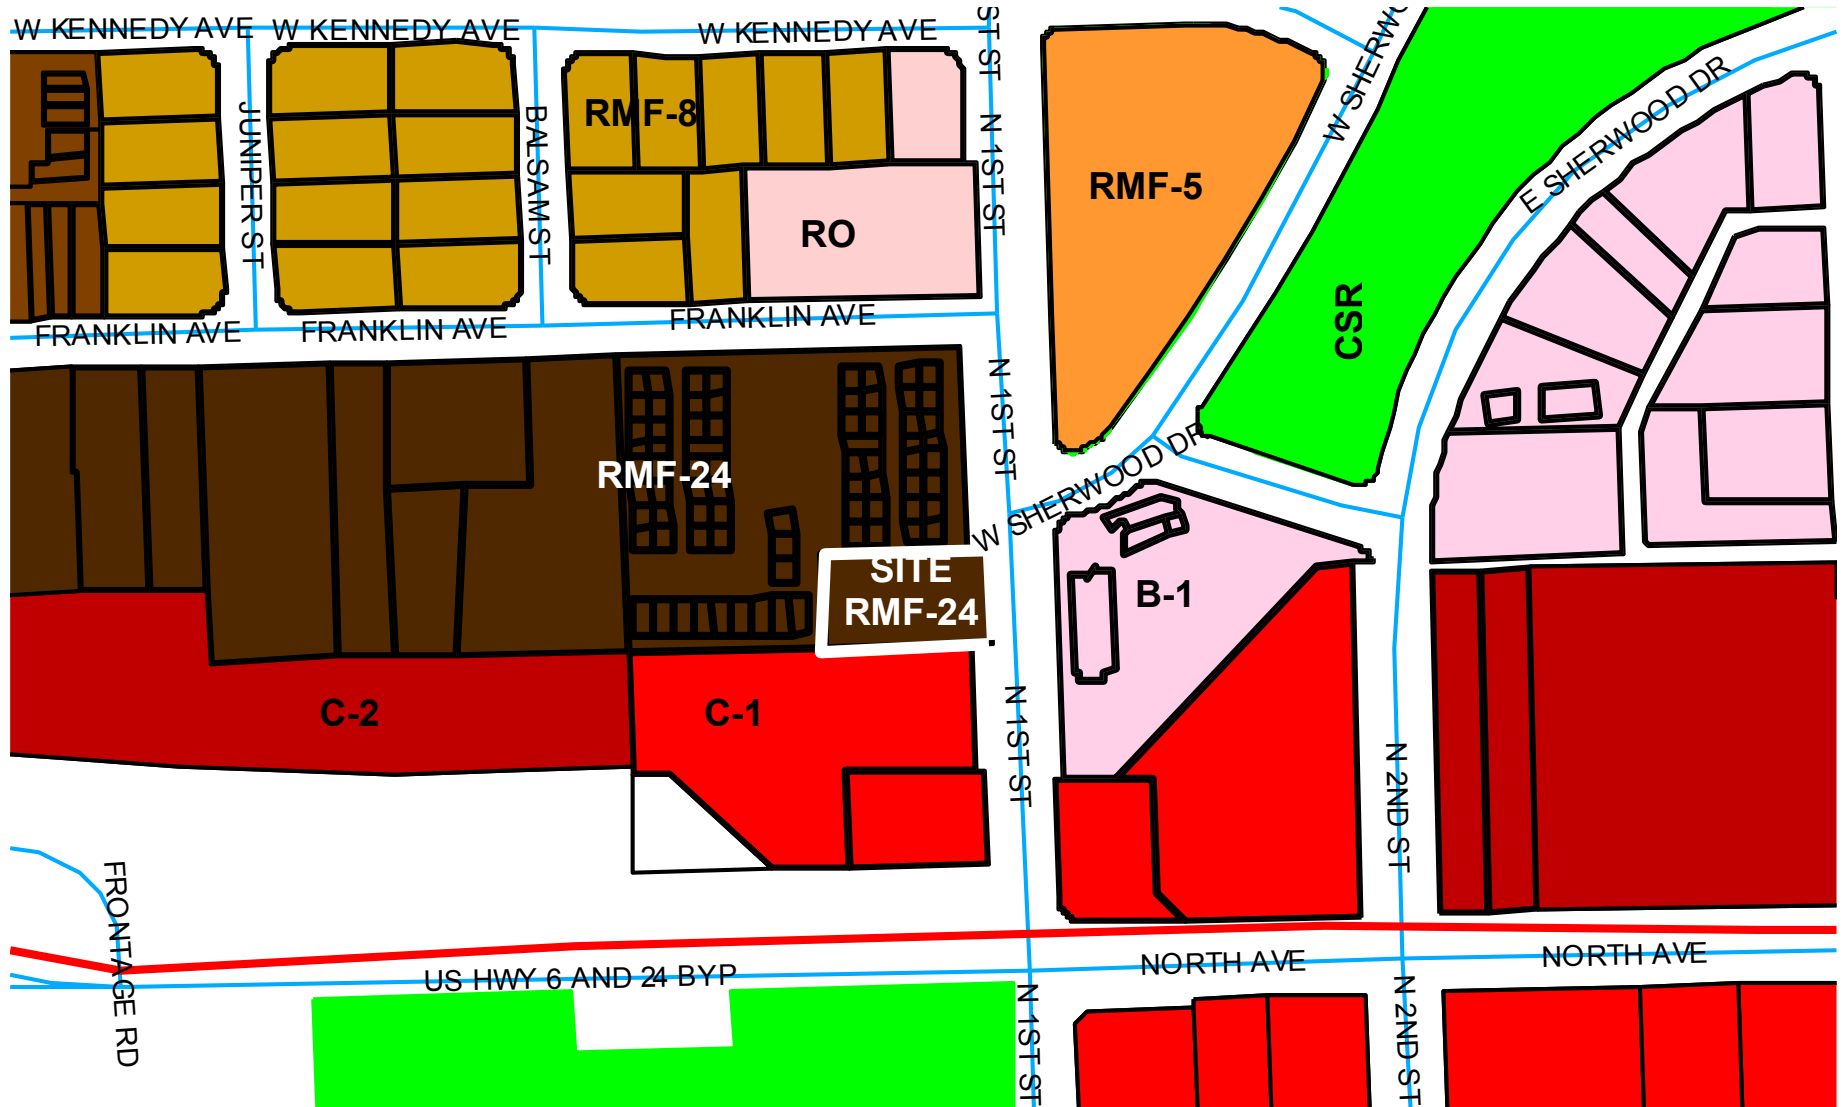 W KENNEDY AVE
W KENNEDY AVE
W KENNEDY AVE
ST ST
W SHERWO
E SHERWOOD DR
JUNIPER ST
BALSAM ST
RMF-8
N 1ST ST
RMF-5
RO
CSR
FRANKLIN AVE
FRANKLIN AVE
FRANKLIN AVE
N 1ST ST
W SHERWOOD DR
RMF-24
SITE
RMF-24
B-1
C-2
C-1
N 1ST ST
N 2ND ST
FRONTAGE RD
US HWY 6 AND 24 BYP
NORTH AVE
NORTH AVE
N 1ST ST
N 2ND ST